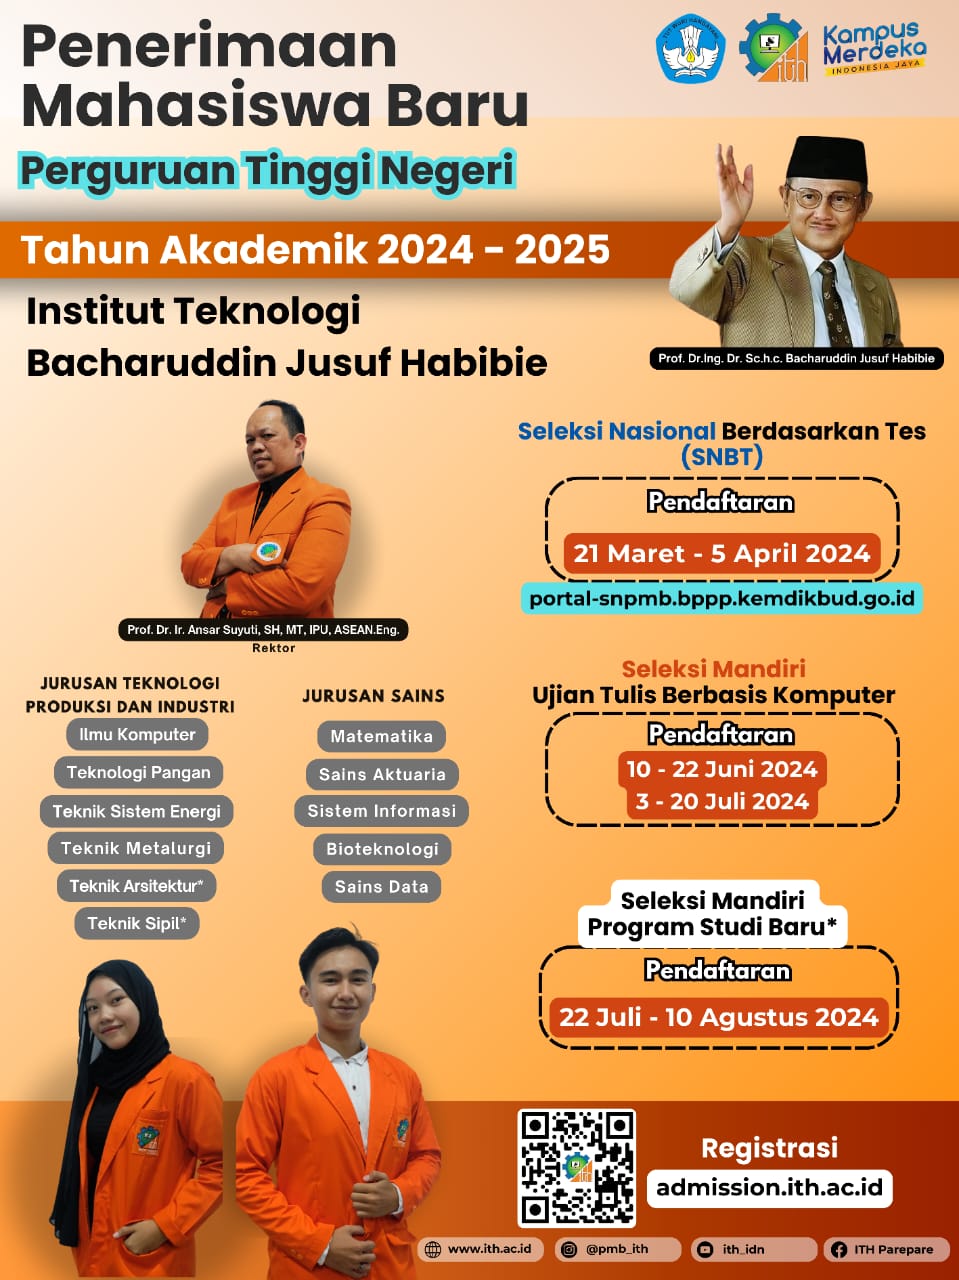 Penerimaan
Mahasiswa Baru
Perguruan Tinggi Negeri
TUT WURI HANDAYANI
ith
Kampus
Merdeka
INDONESIA JAYA
Tahun Akademik 2024 - 2025
Institut Teknologi
Bacharuddin Jusuf Habibie
Prof. Dr.Ing. Dr. Sc.h.c. Bacharuddin Jusuf Habibie
Prof. Dr. Ir. Ansar Suyuti, SH, MT, IPU, ASEAN.Eng.
Rektor
JURUSAN TEKNOLOGI
PRODUKSI DAN INDUSTRI
Ilmu Komputer
Teknologi Pangan
Teknik Sistem Energi
Teknik Metalurgi
Teknik Arsitektur*
Teknik Sipil*
JURUSAN SAINS
Matematika
Sains Aktuaria
Sistem Informasi
Bioteknologi
Sains Data
Seleksi Nasional Berdasarkan Tes
(SNBT)
Pendaftaran
21 Maret - 5 April 2024
portal-snpmb.bppp.kemdikbud.go.id
Seleksi Mandiri
Ujian Tulis Berbasis Komputer
Pendaftaran
10 - 22 Juni 2024
3 - 20 Juli 2024
Seleksi Mandiri
Program Studi Baru*
Pendaftaran
22 Juli - 10 Agustus 2024
ith
Registrasi
admission.ith.ac.id
www.ith.ac.id
@pmb_ith
ith_idn
ITH Parepare